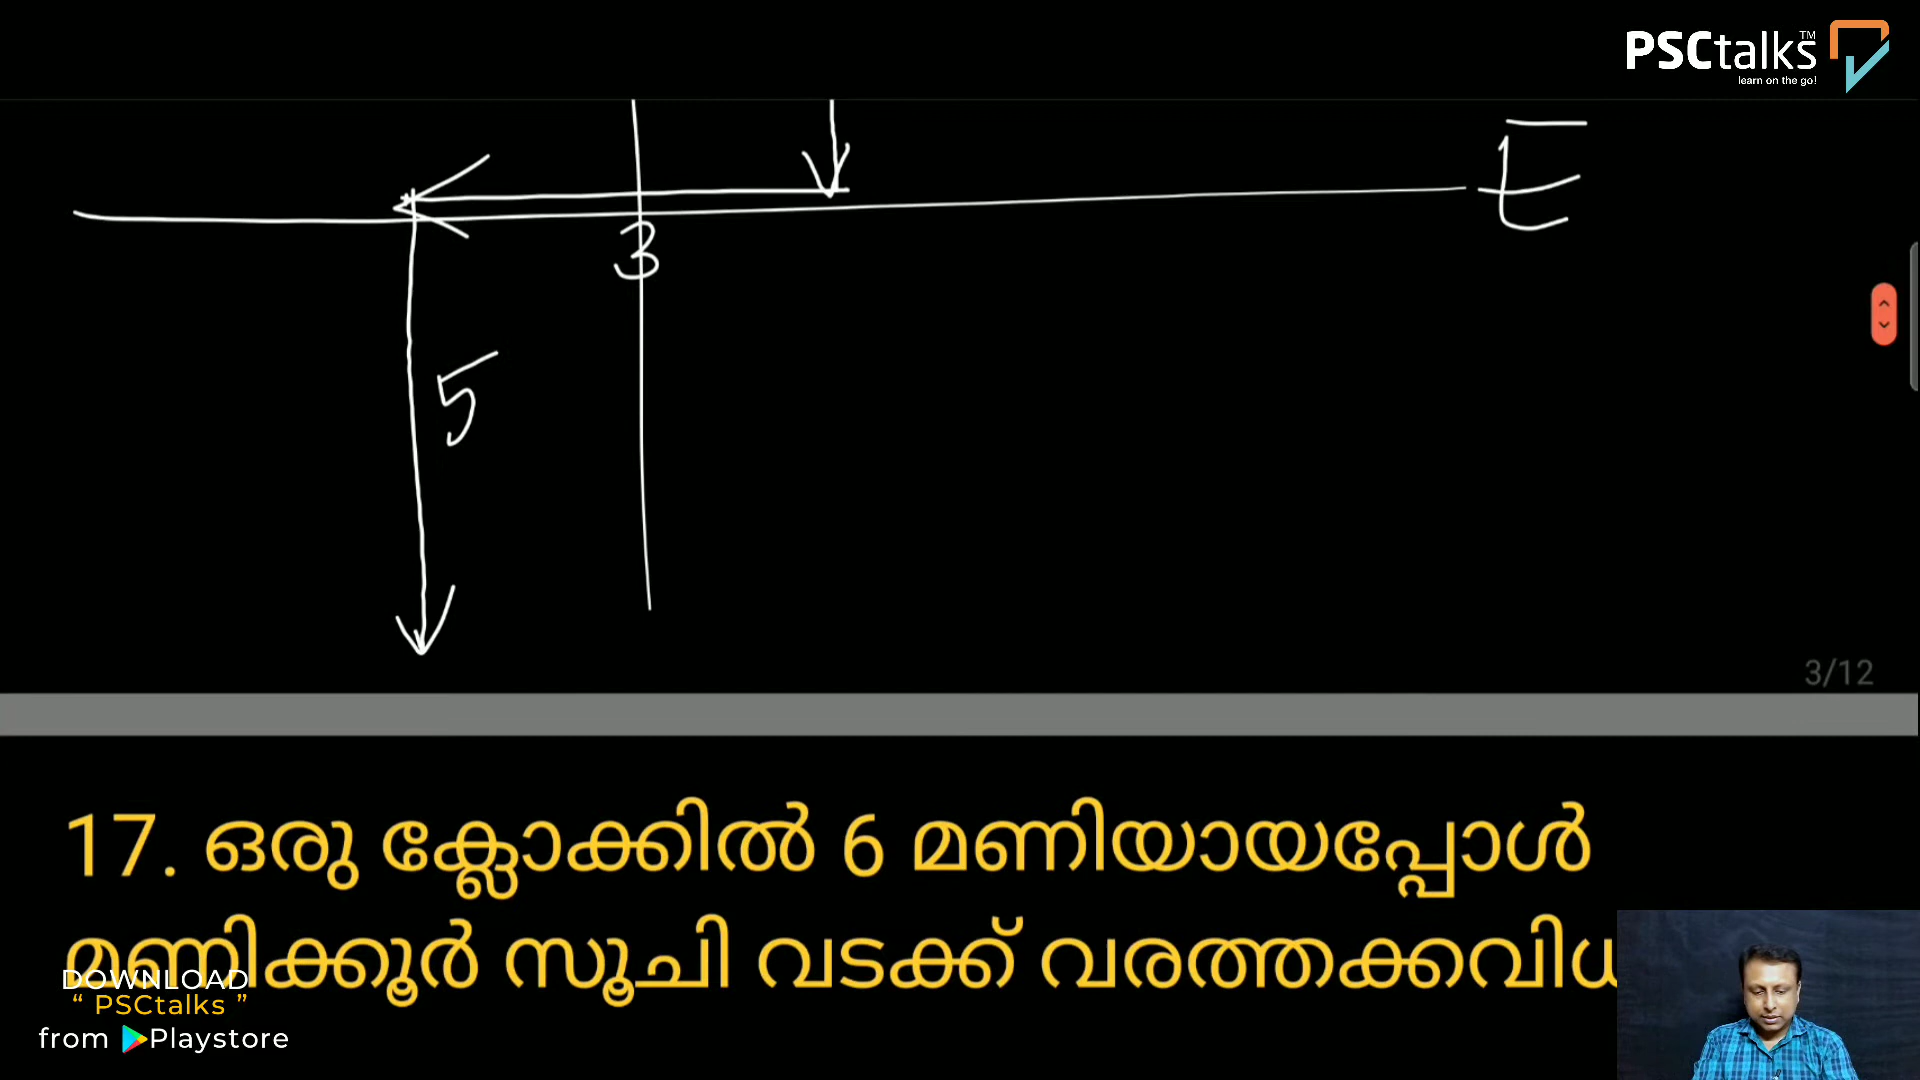 PSCtalks™
learn on the go!
E
3
5
3/12
17. ഒരു ക്ലോക്കിൽ 6 മണിയായപ്പോൾ
മണിക്കൂർ സൂചി വടക്ക് വരത്തക്കവിധ
DOWNLOAD
“ PSCtalks ”
from Playstore